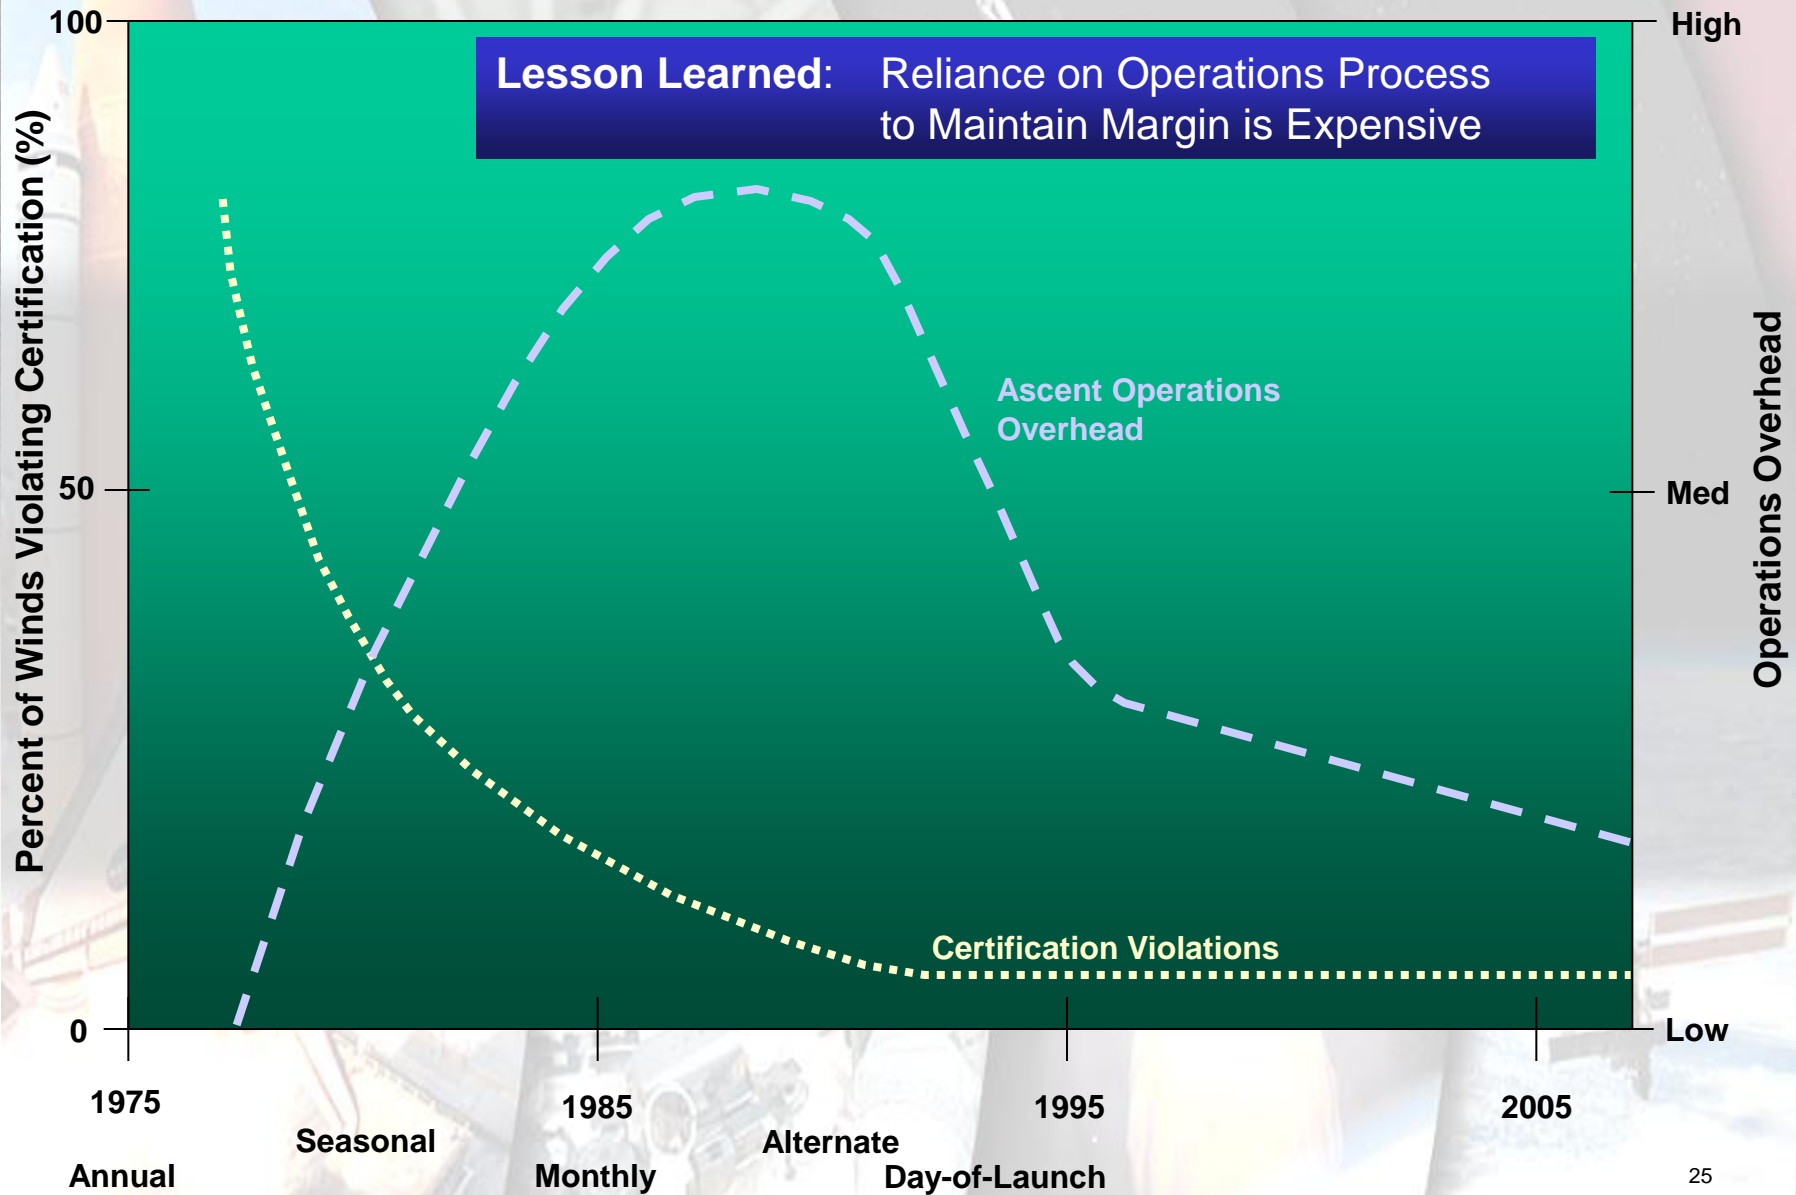 100
High
Lesson Learned: Reliance on Operations Process
to Maintain Margin is Expensive
Percent of Winds Violating Certification (%)
Operations Overhead
Ascent Operations
Overhead
50
Med
Certification Violations
0
Low
1975
1985
1995
2005
Seasonal
Alternate
Annual
Monthly
Day-of-Launch
25